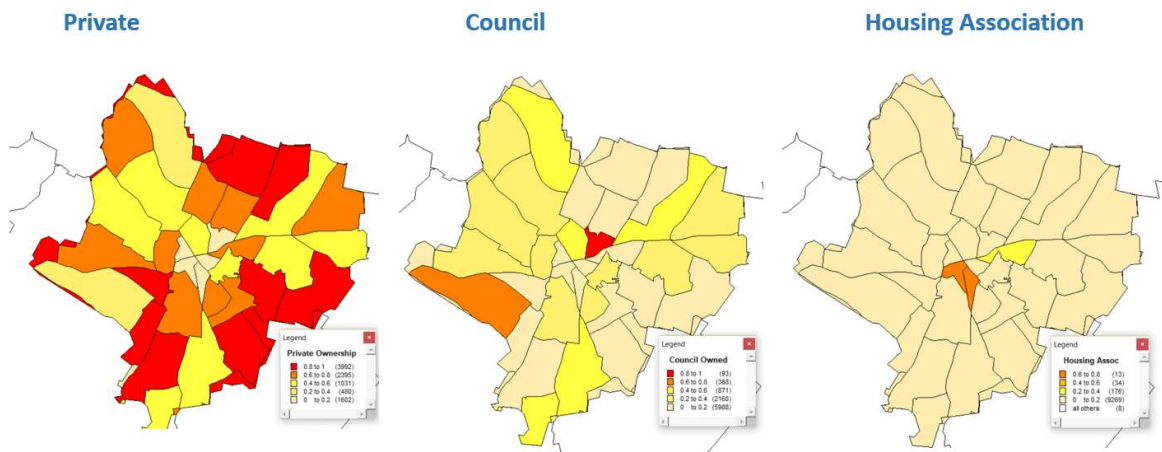 Private
Council
Housing Association
Legend
Private Ownership
0.8 to 1 (3992)
0.6 to 0.8 (2395)
0.4 to 0.6 (1031)
0.2 to 0.4 (480)
0 to 0.2 (1602)
Legend
Council Owned
0.8 to 1 (93)
0.6 to 0.8 (388)
0.4 to 0.6 (871)
0.2 to 0.4 (2160)
0 to 0.2 (5988)
Legend
Housing Assoc
0.6 to 0.8 (13)
0.4 to 0.6 (34)
0.2 to 0.4 (176)
0 to 0.2 (9269)
all others (8)